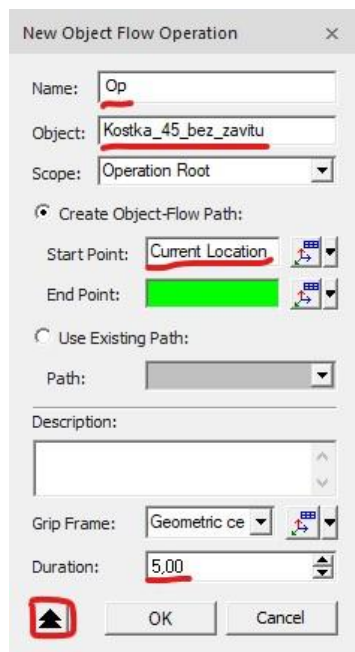 New Object Flow Operation
Name: Op
Object: Kostka_45_bez_zavitu
Scope: Operation Root
Create Object-Flow Path:
Start Point: Current Location
End Point:
Use Existing Path:
Path:
Description:
Grip Frame: Geometric ce
Duration: 5,00
OK Cancel